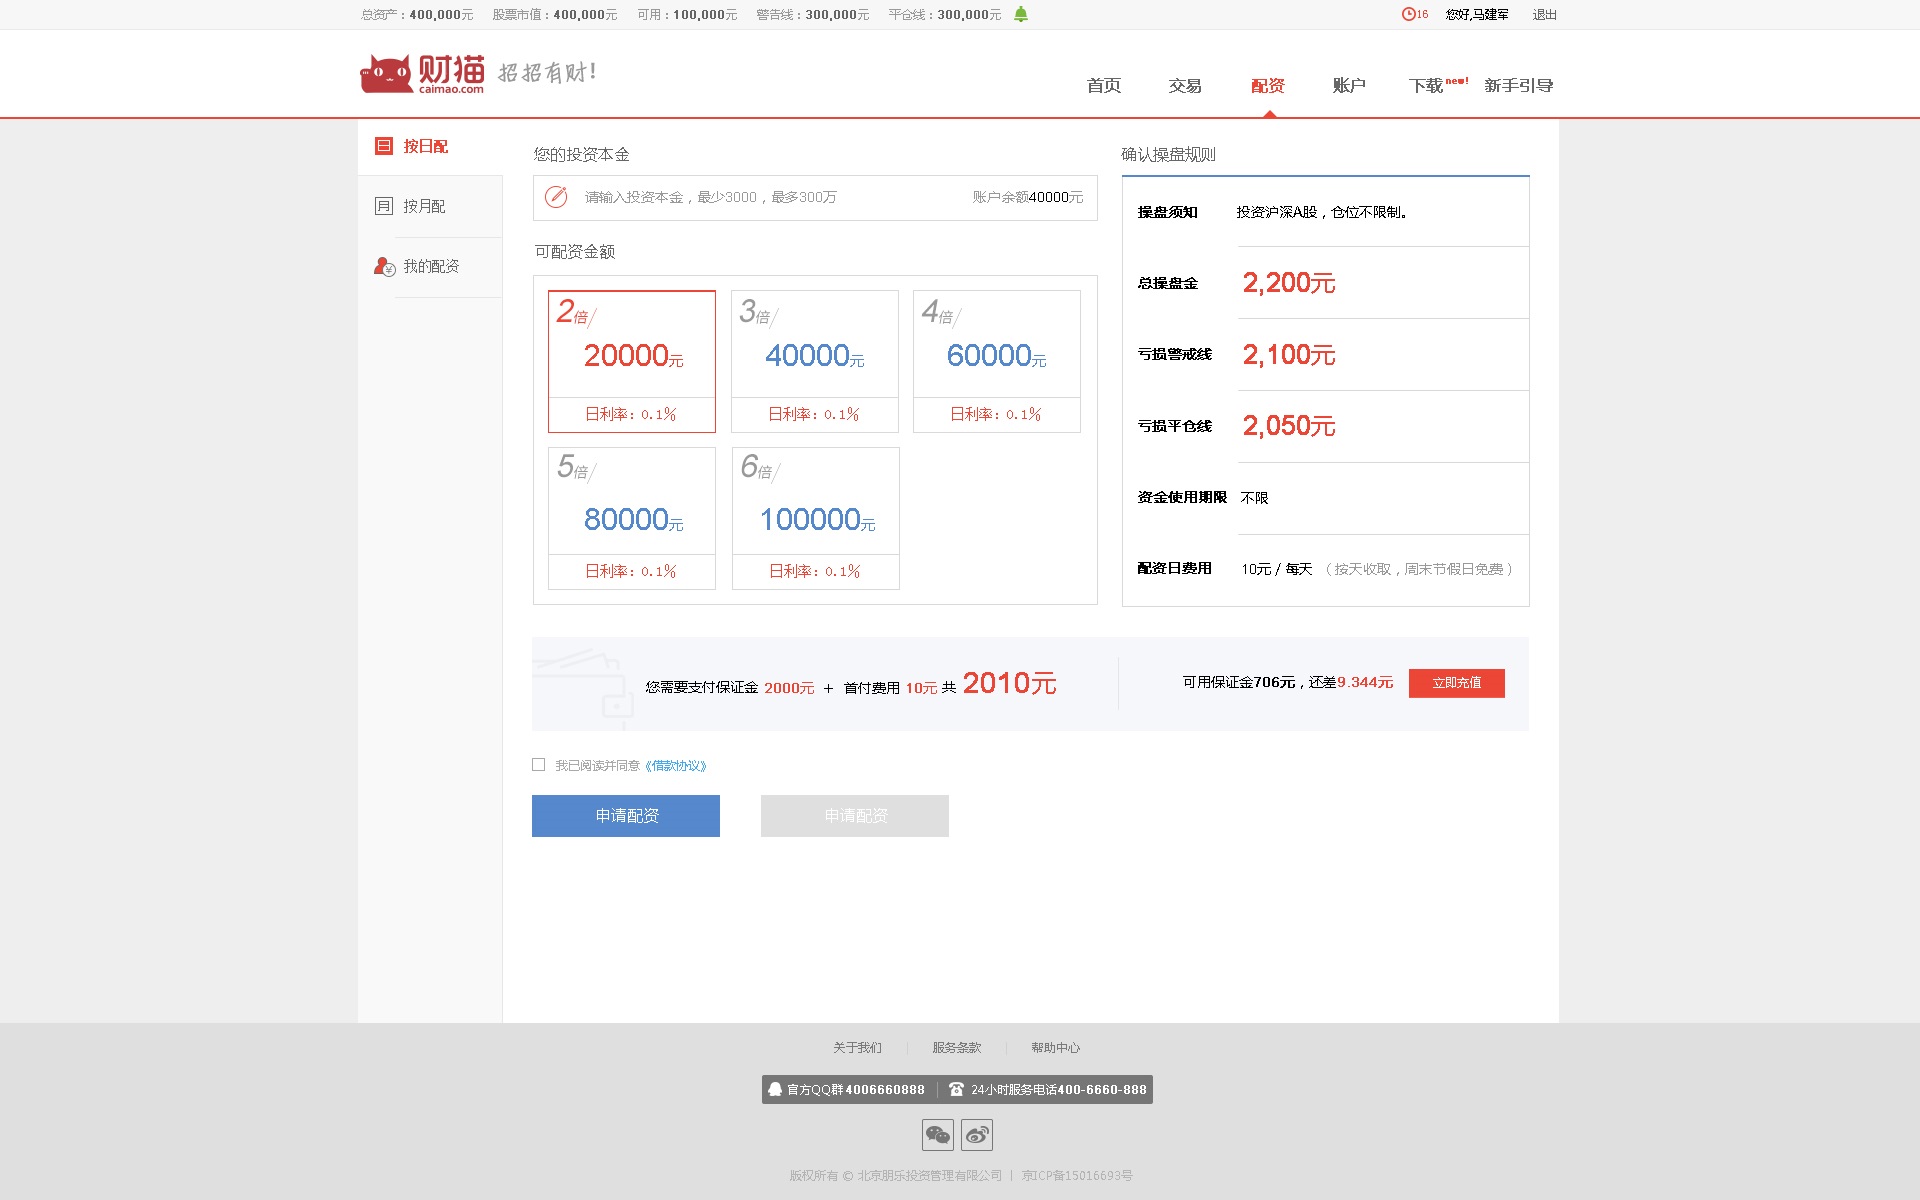 总资产：400,000元 股票市值：400,000元 可用：100,000元 警告线：300,000元 平仓线：300,000元 16 您好,马建军 退出
财猫 caimao.com 招招有财!
首页 交易 配资 账户 下载new! 新手引导
按日配
按月配
我的配资
您的投资本金
请输入投资本金，最少3000，最多300万 账户余额40000元
可配资金额
2倍/ 3倍/ 4倍/
20000元 40000元 60000元
日利率：0.1% 日利率：0.1% 日利率：0.1%
5倍/ 6倍/
80000元 100000元
日利率：0.1% 日利率：0.1%
确认操盘规则
操盘须知 投资沪深A股，仓位不限制。
总操盘金 2,200元
亏损警戒线 2,100元
亏损平仓线 2,050元
资金使用期限 不限
配资日费用 10元 / 每天 （按天收取，周末节假日免费）
您需要支付保证金 2000元 + 首付费用 10元 共 2010元 可用保证金706元，还差9.344元 立即充值
我已阅读并同意《借款协议》
申请配资 申请配资
关于我们 服务条款 帮助中心
官方QQ群4006660888 24小时服务电话400-6660-888
版权所有 © 北京朋乐投资管理有限公司 | 京ICP备15016693号